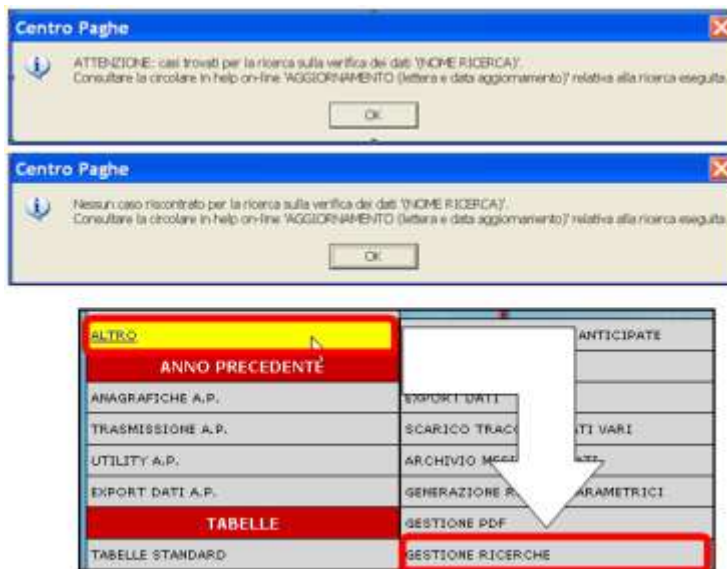 Centro Paghe
ATTENZIONE: casi trovati per la ricerca sulla verifica dei dati '(NOME RICERCA)'.
Consultare la circolare in help on-line 'AGGIORNAMENTO (lettera e data aggiornamento)' relativa alla ricerca eseguita
OK
Centro Paghe
Nessun caso riscontrato per la ricerca sulla verifica dei dati '(NOME RICERCA)'.
Consultare la circolare in help on-line 'AGGIORNAMENTO (lettera e data aggiornamento)' relativa alla ricerca eseguita
OK
ALTRO
ANTICIPATE
ANNO PRECEDENTE
ANAGRAFICHE A.P.
EXPORT DATI
TRASMISSIONE A.P.
SCARICO VARI
UTILITY A.P.
ARCHIVIO
EXPORT DATI A.P.
GENERAZIONE
TABELLE
GESTIONE PDF
TABELLE STANDARD
GESTIONE RICERCHE